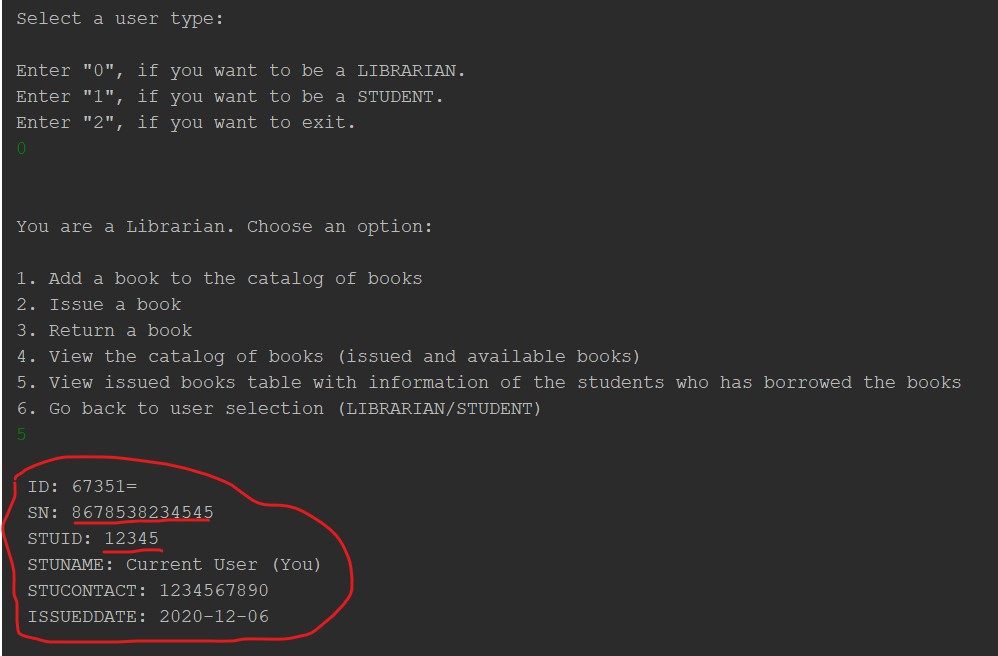 Select a user type:
Enter "0", if you want to be a LIBRARIAN.
Enter "1", if you want to be a STUDENT.
Enter "2", if you want to exit.
0
You are a Librarian. Choose an option:
1. Add a book to the catalog of books
2. Issue a book
3. Return a book
4. View the catalog of books (issued and available books)
5. View issued books table with information of the students who has borrowed the books
6. Go back to user selection (LIBRARIAN/STUDENT)
5
ID: 67351=
SN: 8678538234545
STUID: 12345
STUNAME: Current User (You)
STUCONTACT: 1234567890
ISSUEDDATE: 2020-12-06